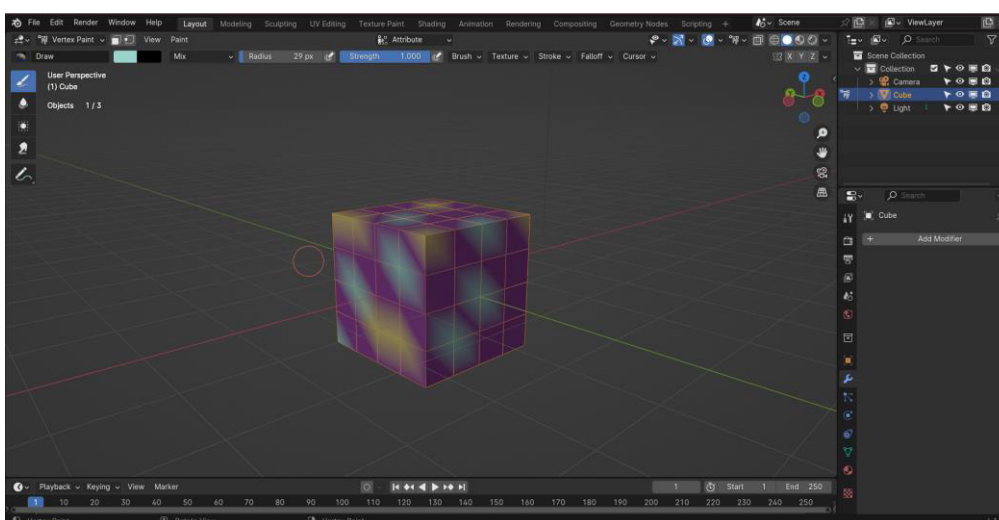 File Edit Render Window Help Layout Modeling Sculpting UV Editing Texture Paint Shading Animation Rendering Compositing Geometry Nodes Scripting + Scene ViewLayer
Vertex Paint View Paint Attribute Search
Draw Mix Radius 29 px Strength 1.000 Brush Texture Stroke Falloff Cursor X Y Z
Scene Collection
Collection
Camera
Cube
Light
User Perspective
(1) Cube
Objects 1 / 3
Z
Search
Cube
+ Add Modifier
Playback Keying View Marker 1 Start 1 End 250
1 10 20 30 40 50 60 70 80 90 100 110 120 130 140 150 160 170 180 190 200 210 220 230 240 250